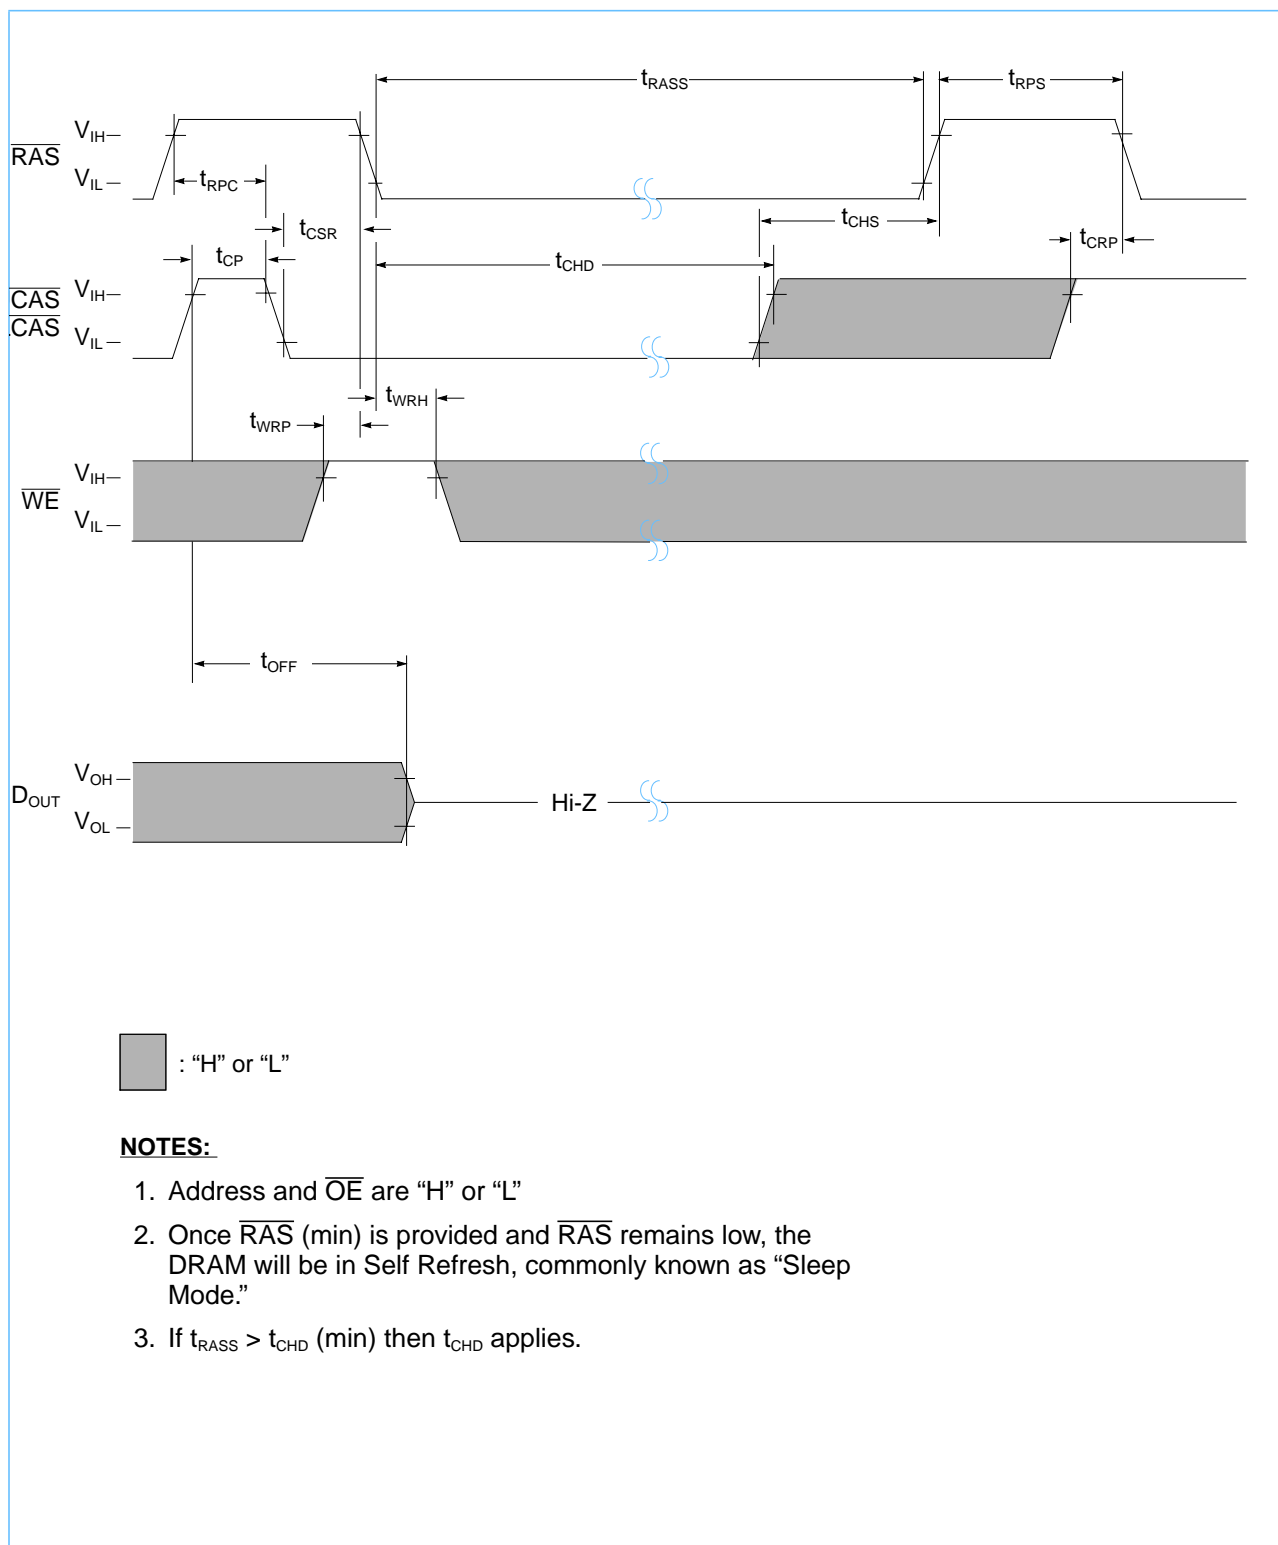 tRASS
tRPS
VIH
RAS
VIL
tRPC
tCSR
tCHS
tCRP
tCP
tCHD
CAS
VIH
CAS
VIL
tWRH
tWRP
VIH
WE
VIL
tOFF
VOH
DOUT
Hi-Z
VOL
: “H” or “L”
NOTES:
1. Address and OE are “H” or “L”
2. Once RAS (min) is provided and RAS remains low, the
DRAM will be in Self Refresh, commonly known as “Sleep
Mode.”
3. If tRASS > tCHD (min) then tCHD applies.